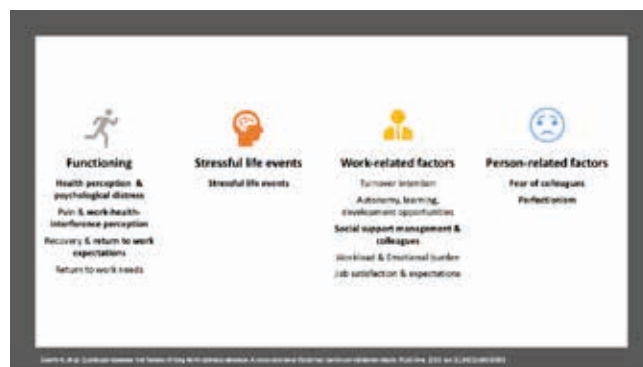 Functioning
Health perception &
psychological distress
Pain & work-health-
interference perception
Recovery & return to work
expectations
Return to work needs
Stressful life events
Stressful life events
Work-related factors
Turnover intention
Autonomy, learning,
development opportunities
Social support management &
colleagues
Workload & Emotional burden
Job satisfaction & expectations
Person-related factors
Fear of colleagues
Perfectionism